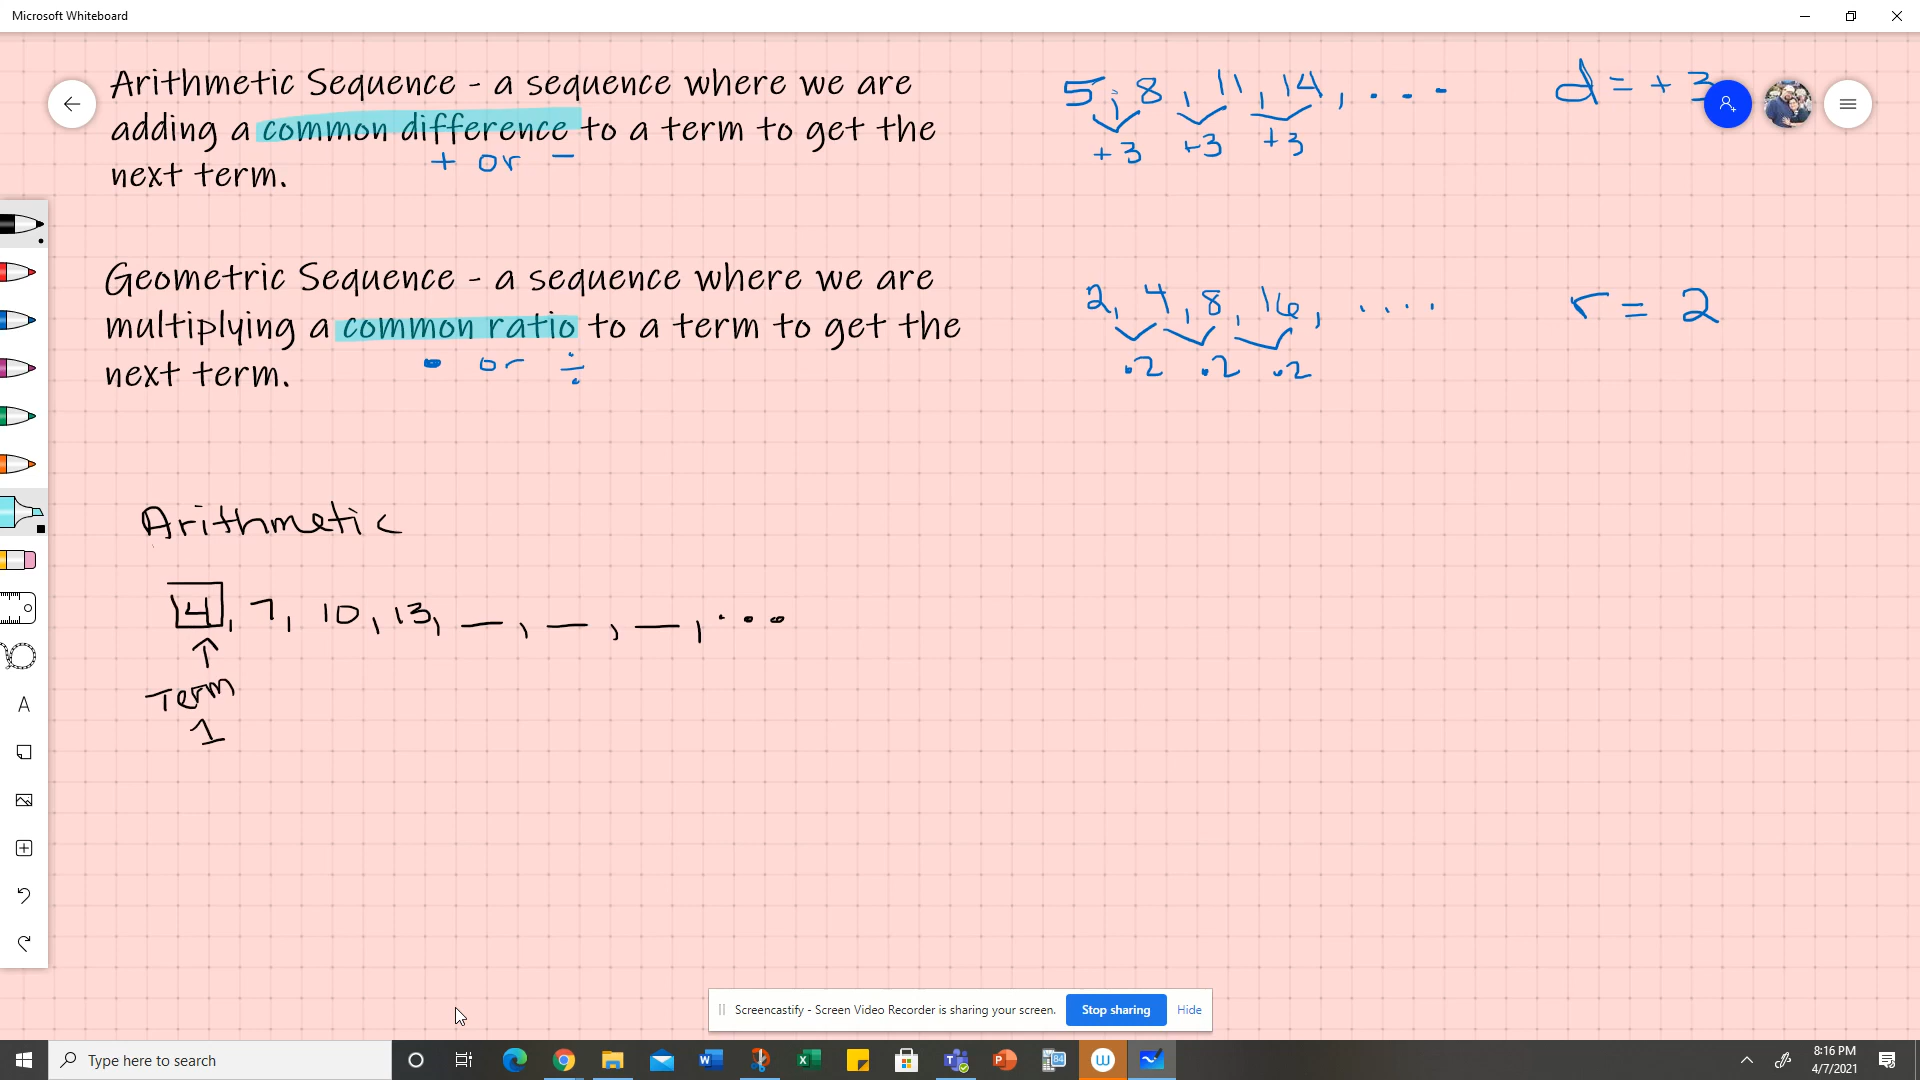 Microsoft Whiteboard
Arithmetic Sequence - a sequence where we are
adding a common difference to a term to get the
+ or −
next term.
5, 8, 11, 14, . . .
+3 +3 +3
d = + 3
Geometric Sequence - a sequence where we are
multiplying a common ratio to a term to get the
• or ÷
next term.
2, 4, 8, 16, ....
.2 .2 .2
r = 2
Arithmetic
4, 7, 10, 13, _, _, _, ...
↑
Term
1
A
Screencastify - Screen Video Recorder is sharing your screen.
Stop sharing
Hide
Type here to search
8:16 PM
4/7/2021